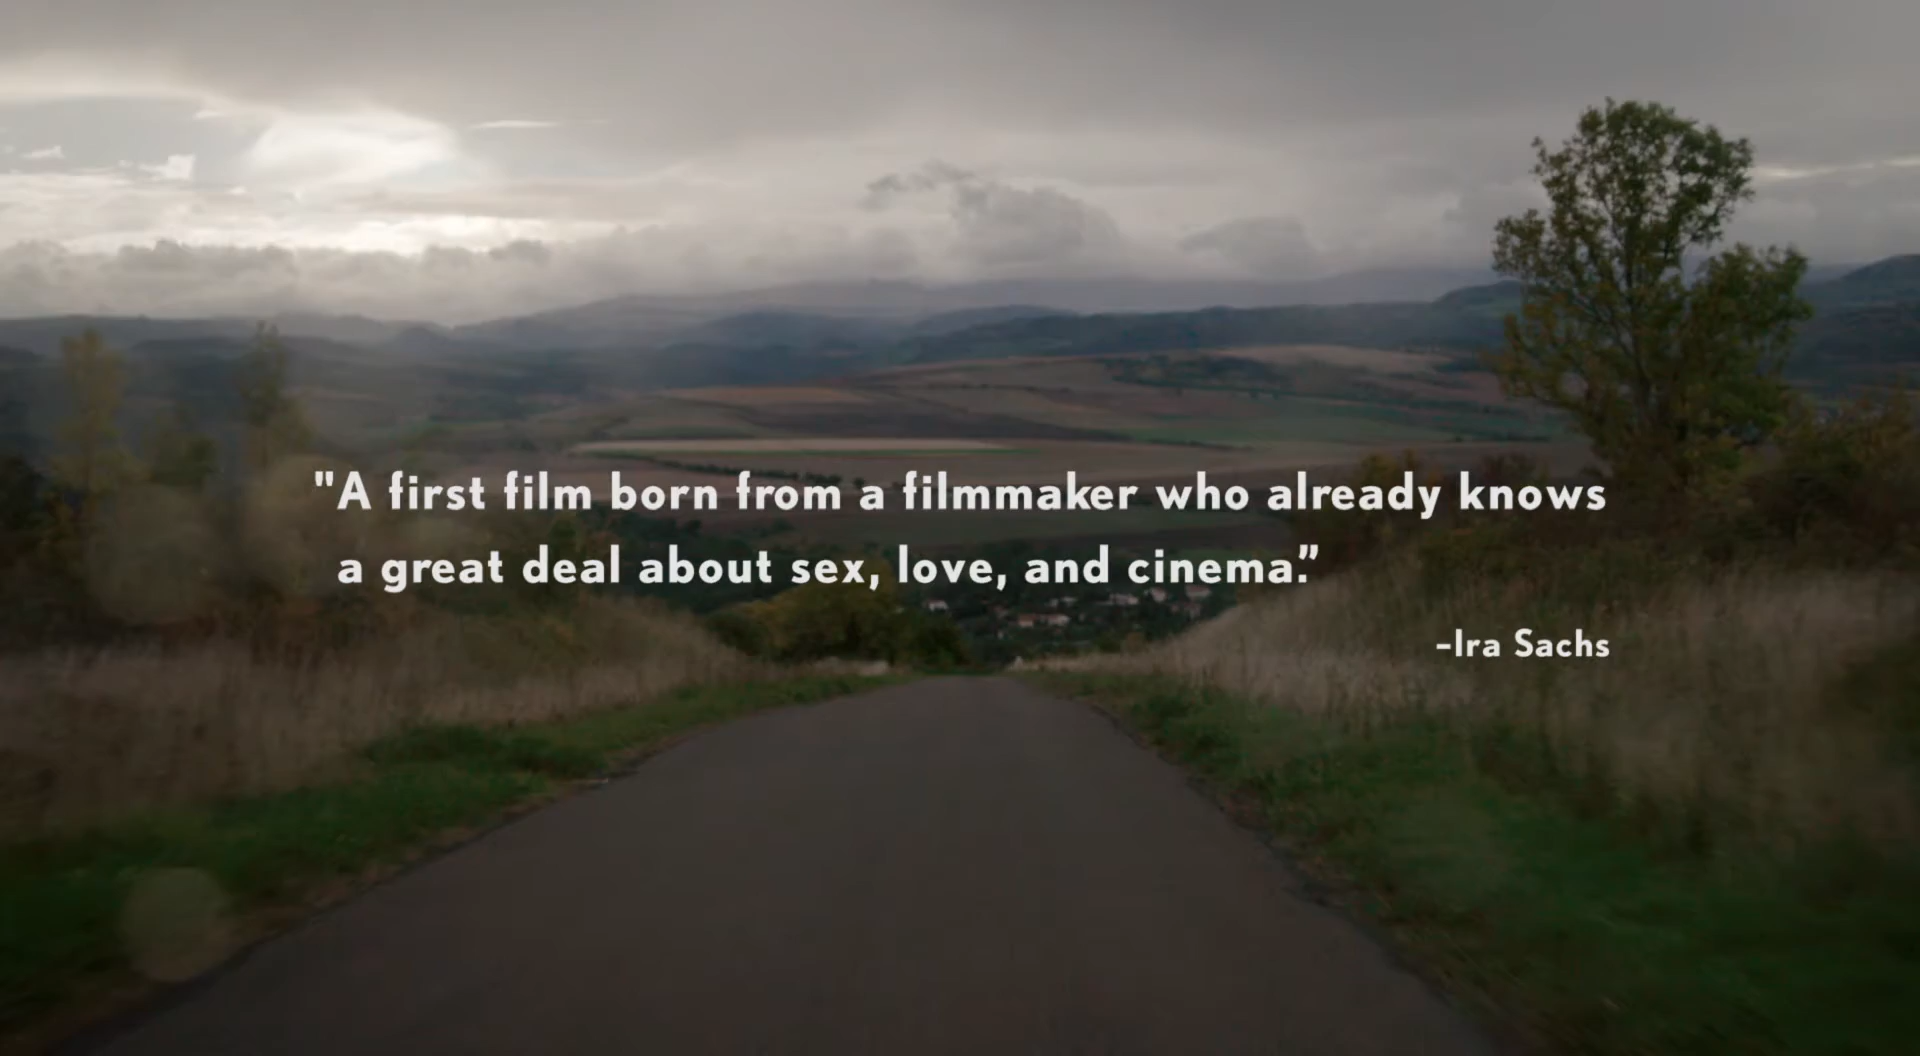 "A first film born from a filmmaker who already knows
a great deal about sex, love, and cinema.”
–Ira Sachs